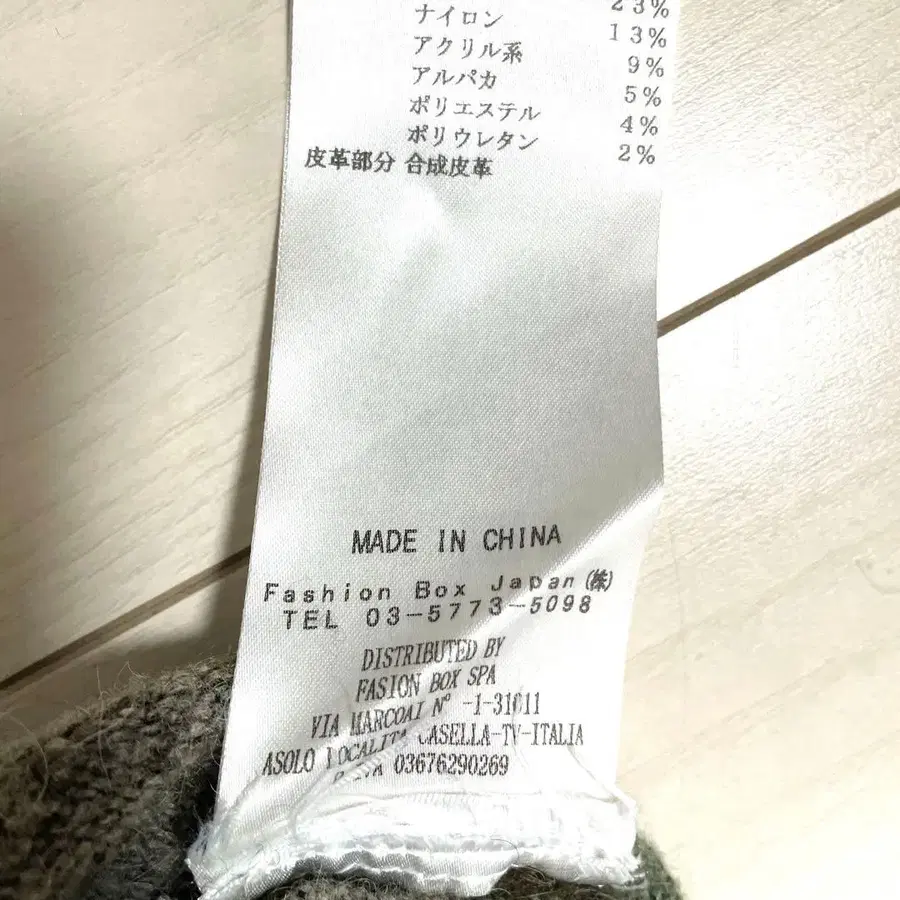 23%
ナイロン 13%
アクリル系 9%
アルパカ 5%
ポリエステル 4%
ポリウレタン 2%
皮革部分 合成皮革
MADE IN CHINA
Fashion Box Japan(株)
TEL 03-5773-5098
DISTRIBUTED BY
FASION BOX SPA
VIA MARCOAI Nº -1-31011
ASOLO LOCALITA CASELLA-TV-ITALIA
03676290269